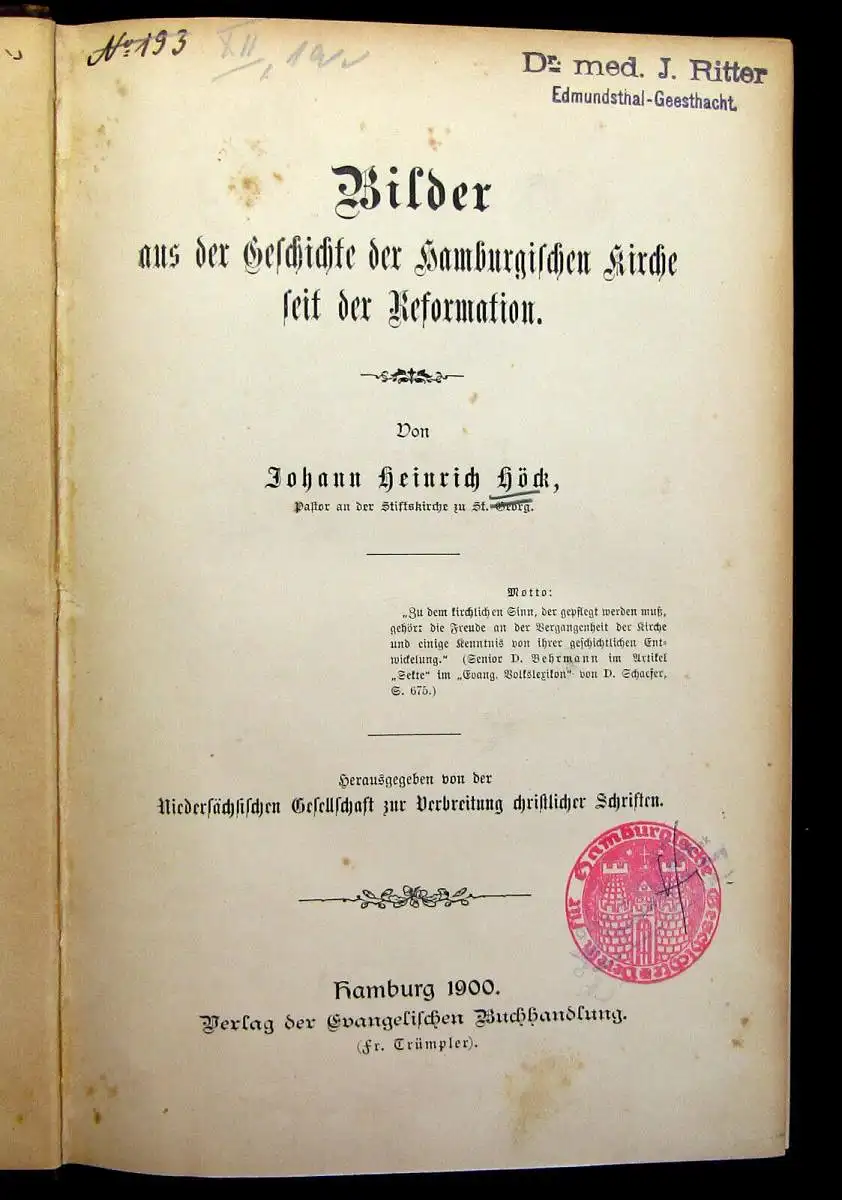 No 193
XII,
Dr. med. J. Ritter
Edmundsthal-Geesthacht.
Bilder
aus der Geschichte der Hamburgischen Kirche
seit der Reformation.
Von
Johann Heinrich Höck,
Pastor an der Stiftskirche zu St. Georg.
Motto:
„Zu dem kirchlichen Sinn, der gepflegt werden muß,
gehört die Freude an der Vergangenheit der Kirche
und einige Kenntnis von ihrer geschichtlichen Ent-
wickelung.“ (Senior D. Behrmann im Artikel
„Sekte“ im „Evang. Volkslexikon“ von D. Schaefer,
S. 675.)
Herausgegeben von der
Niedersächsischen Gesellschaft zur Verbreitung christlicher Schriften.
für Hamburgische
Hamburg 1900.
Verlag der Evangelischen Buchhandlung.
(Fr. Trümpler).